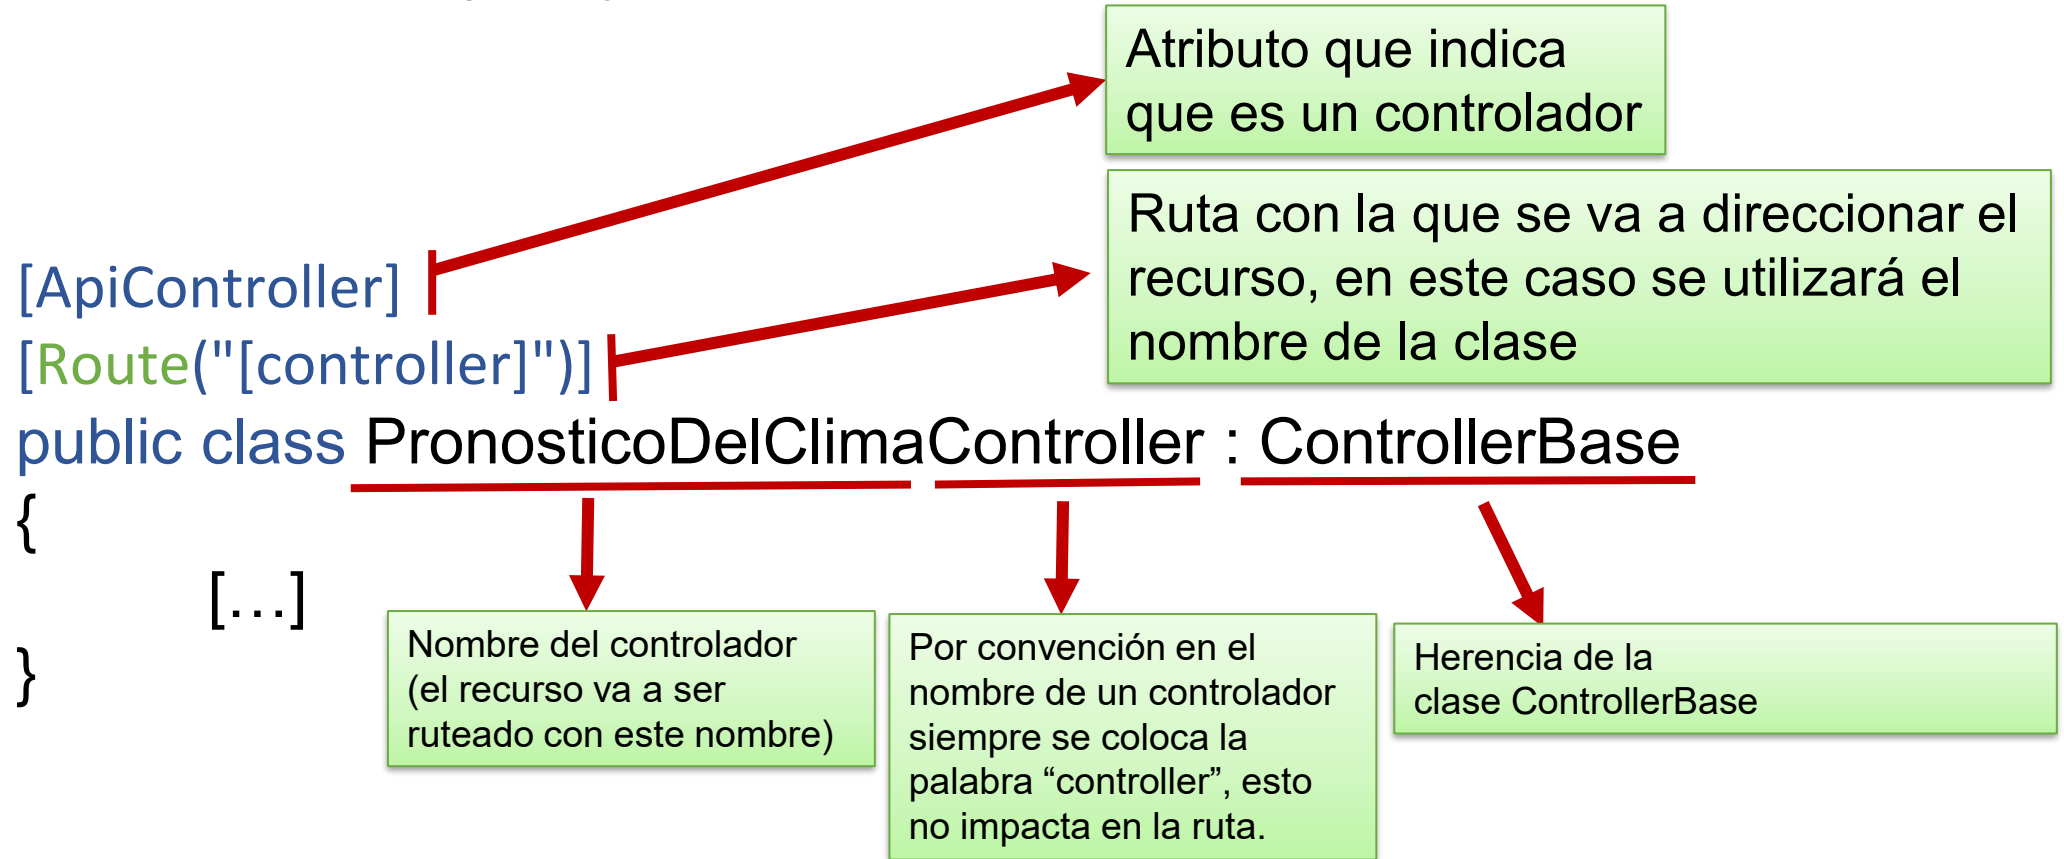 Atributo que indica
que es un controlador
Ruta con la que se va a direccionar el
recurso, en este caso se utilizará el
nombre de la clase
[ApiController]
[Route("[controller]")]
public class PronosticoDelClimaController : ControllerBase
{
[…]
}
Nombre del controlador
(el recurso va a ser
ruteado con este nombre)
Por convención en el
nombre de un controlador
siempre se coloca la
palabra “controller”, esto
no impacta en la ruta.
Herencia de la
clase ControllerBase